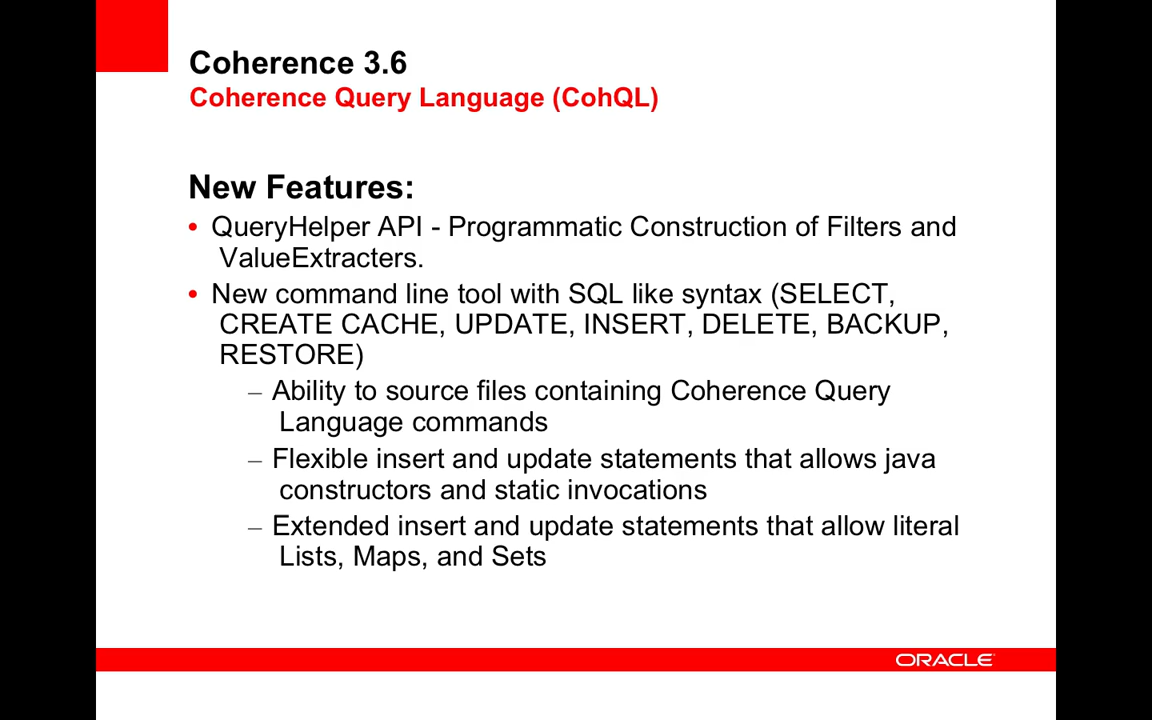 Coherence 3.6
Coherence Query Language (CohQL)
New Features:
• QueryHelper API - Programmatic Construction of Filters and
ValueExtracters.
• New command line tool with SQL like syntax (SELECT,
CREATE CACHE, UPDATE, INSERT, DELETE, BACKUP,
RESTORE)
– Ability to source files containing Coherence Query
Language commands
– Flexible insert and update statements that allows java
constructors and static invocations
– Extended insert and update statements that allow literal
Lists, Maps, and Sets
ORACLE